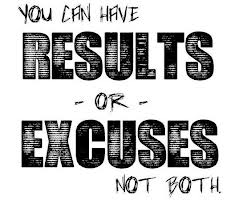 YOU CAN HAVE
RESULTS
- OR -
EXCUSES
NOT BOTH.